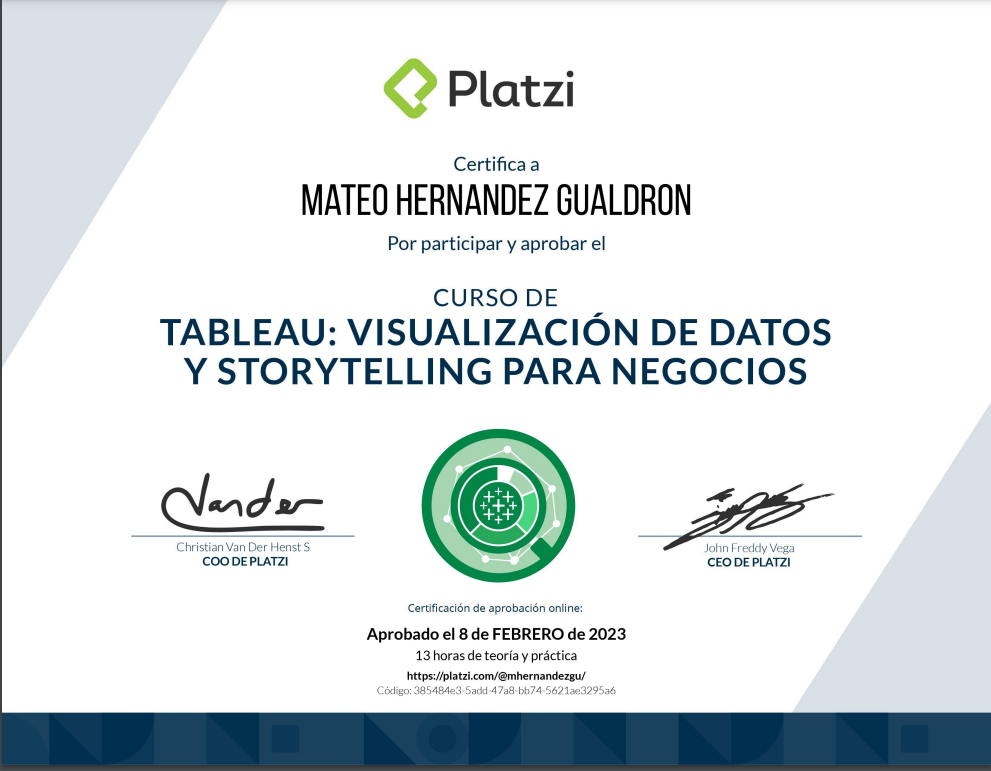 Platzi
Certifica a
MATEO HERNANDEZ GUALDRON
Por participar y aprobar el
CURSO DE
TABLEAU: VISUALIZACIÓN DE DATOS
Y STORYTELLING PARA NEGOCIOS
Vander
Christian Van Der Henst S
COO DE PLATZI
John Freddy Vega
CEO DE PLATZI
Certificación de aprobación online:
Aprobado el 8 de FEBRERO de 2023
13 horas de teoría y práctica
https://platzi.com/@mhernandezgu/
Código: 385484e3-5add-47a8-bb74-5621ae3295a6